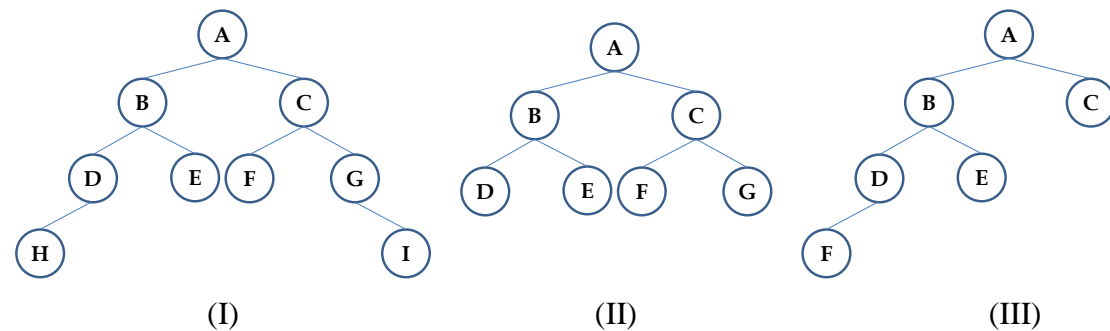 A
B C
D E F G
H I
(I)
A
B C
D E F G
(II)
A
B C
D E
F
(III)